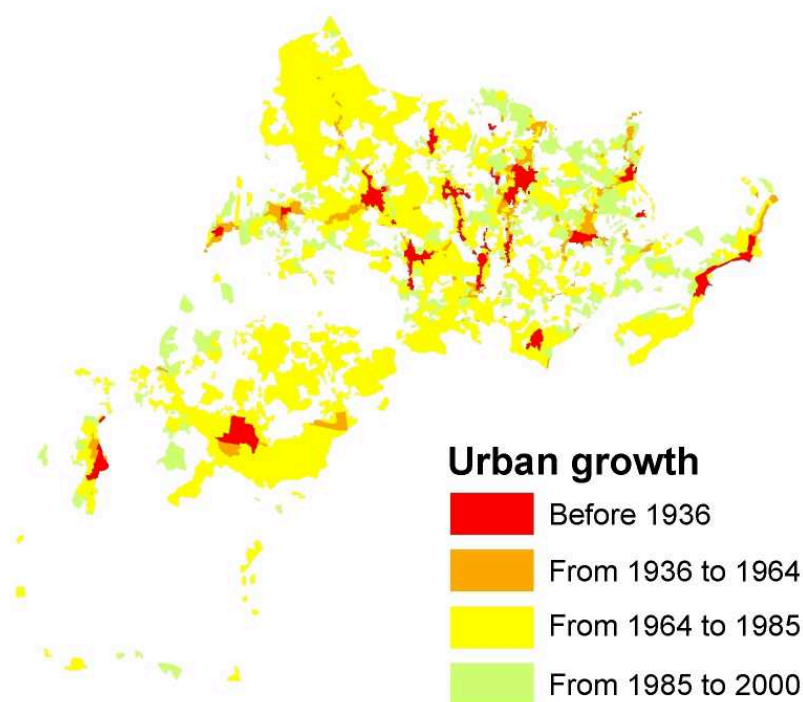 Urban growth
Before 1936
From 1936 to 1964
From 1964 to 1985
From 1985 to 2000